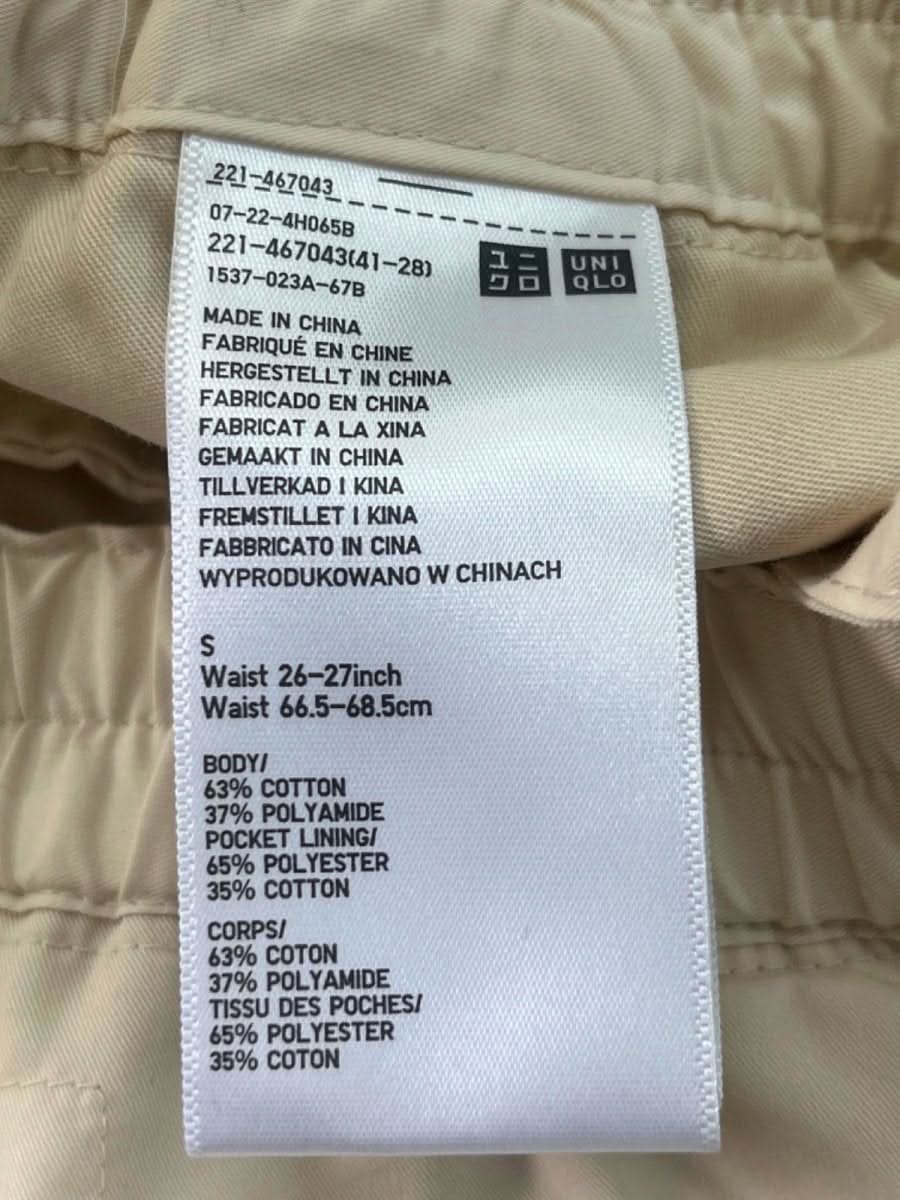 221-467043
07-22-4H065B
221-467043(41-28)
1537-023A-67B
ユニ
クロ
UNI
QLO
MADE IN CHINA
FABRIQUÉ EN CHINE
HERGESTELLT IN CHINA
FABRICADO EN CHINA
FABRICAT A LA XINA
GEMAAKT IN CHINA
TILLVERKAD I KINA
FREMSTILLET I KINA
FABBRICATO IN CINA
WYPRODUKOWANO W CHINACH
S
Waist 26-27inch
Waist 66.5-68.5cm
BODY/
63% COTTON
37% POLYAMIDE
POCKET LINING/
65% POLYESTER
35% COTTON
CORPS/
63% COTON
37% POLYAMIDE
TISSU DES POCHES/
65% POLYESTER
35% COTON